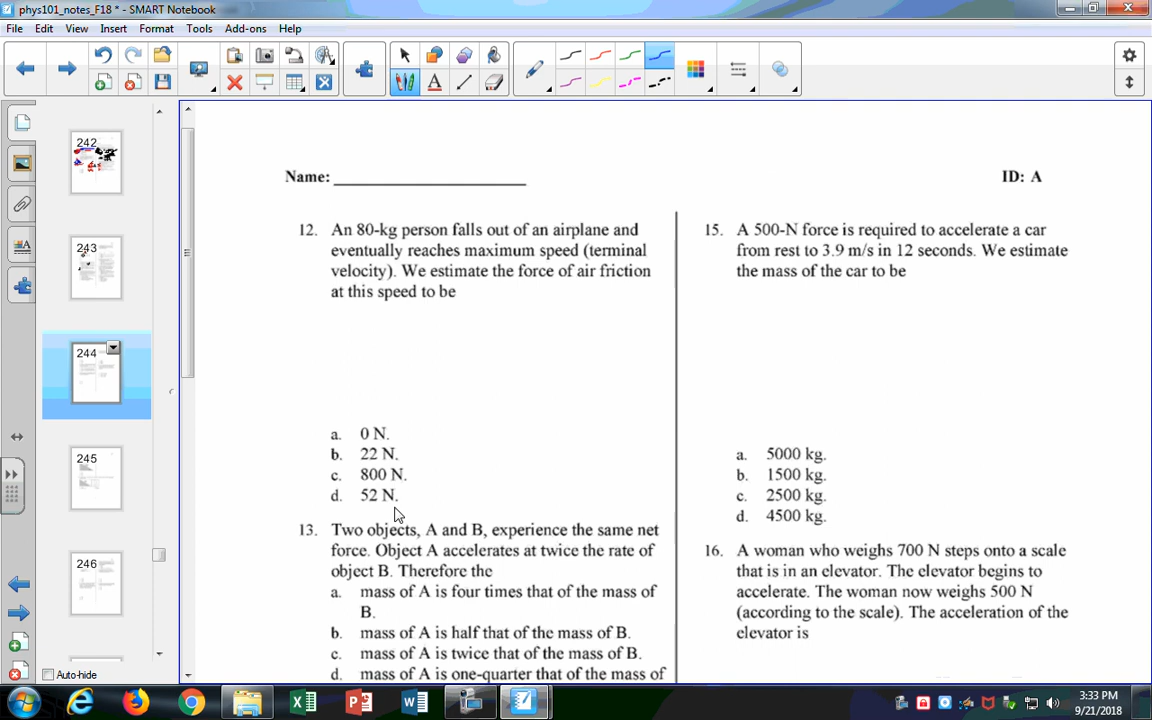 phys101_notes_F18 * - SMART Notebook
File Edit View Insert Format Tools Add-ons Help
242
243
244
245
246
Auto-hide
Name:
ID: A
12. An 80-kg person falls out of an airplane and
eventually reaches maximum speed (terminal
velocity). We estimate the force of air friction
at this speed to be
a. 0 N.
b. 22 N.
c. 800 N.
d. 52 N.
13. Two objects, A and B, experience the same net
force. Object A accelerates at twice the rate of
object B. Therefore the
a. mass of A is four times that of the mass of
B.
b. mass of A is half that of the mass of B.
c. mass of A is twice that of the mass of B.
d. mass of A is one-quarter that of the mass of
15. A 500-N force is required to accelerate a car
from rest to 3.9 m/s in 12 seconds. We estimate
the mass of the car to be
a. 5000 kg.
b. 1500 kg.
c. 2500 kg.
d. 4500 kg.
16. A woman who weighs 700 N steps onto a scale
that is in an elevator. The elevator begins to
accelerate. The woman now weighs 500 N
(according to the scale). The acceleration of the
elevator is
3:33 PM
9/21/2018